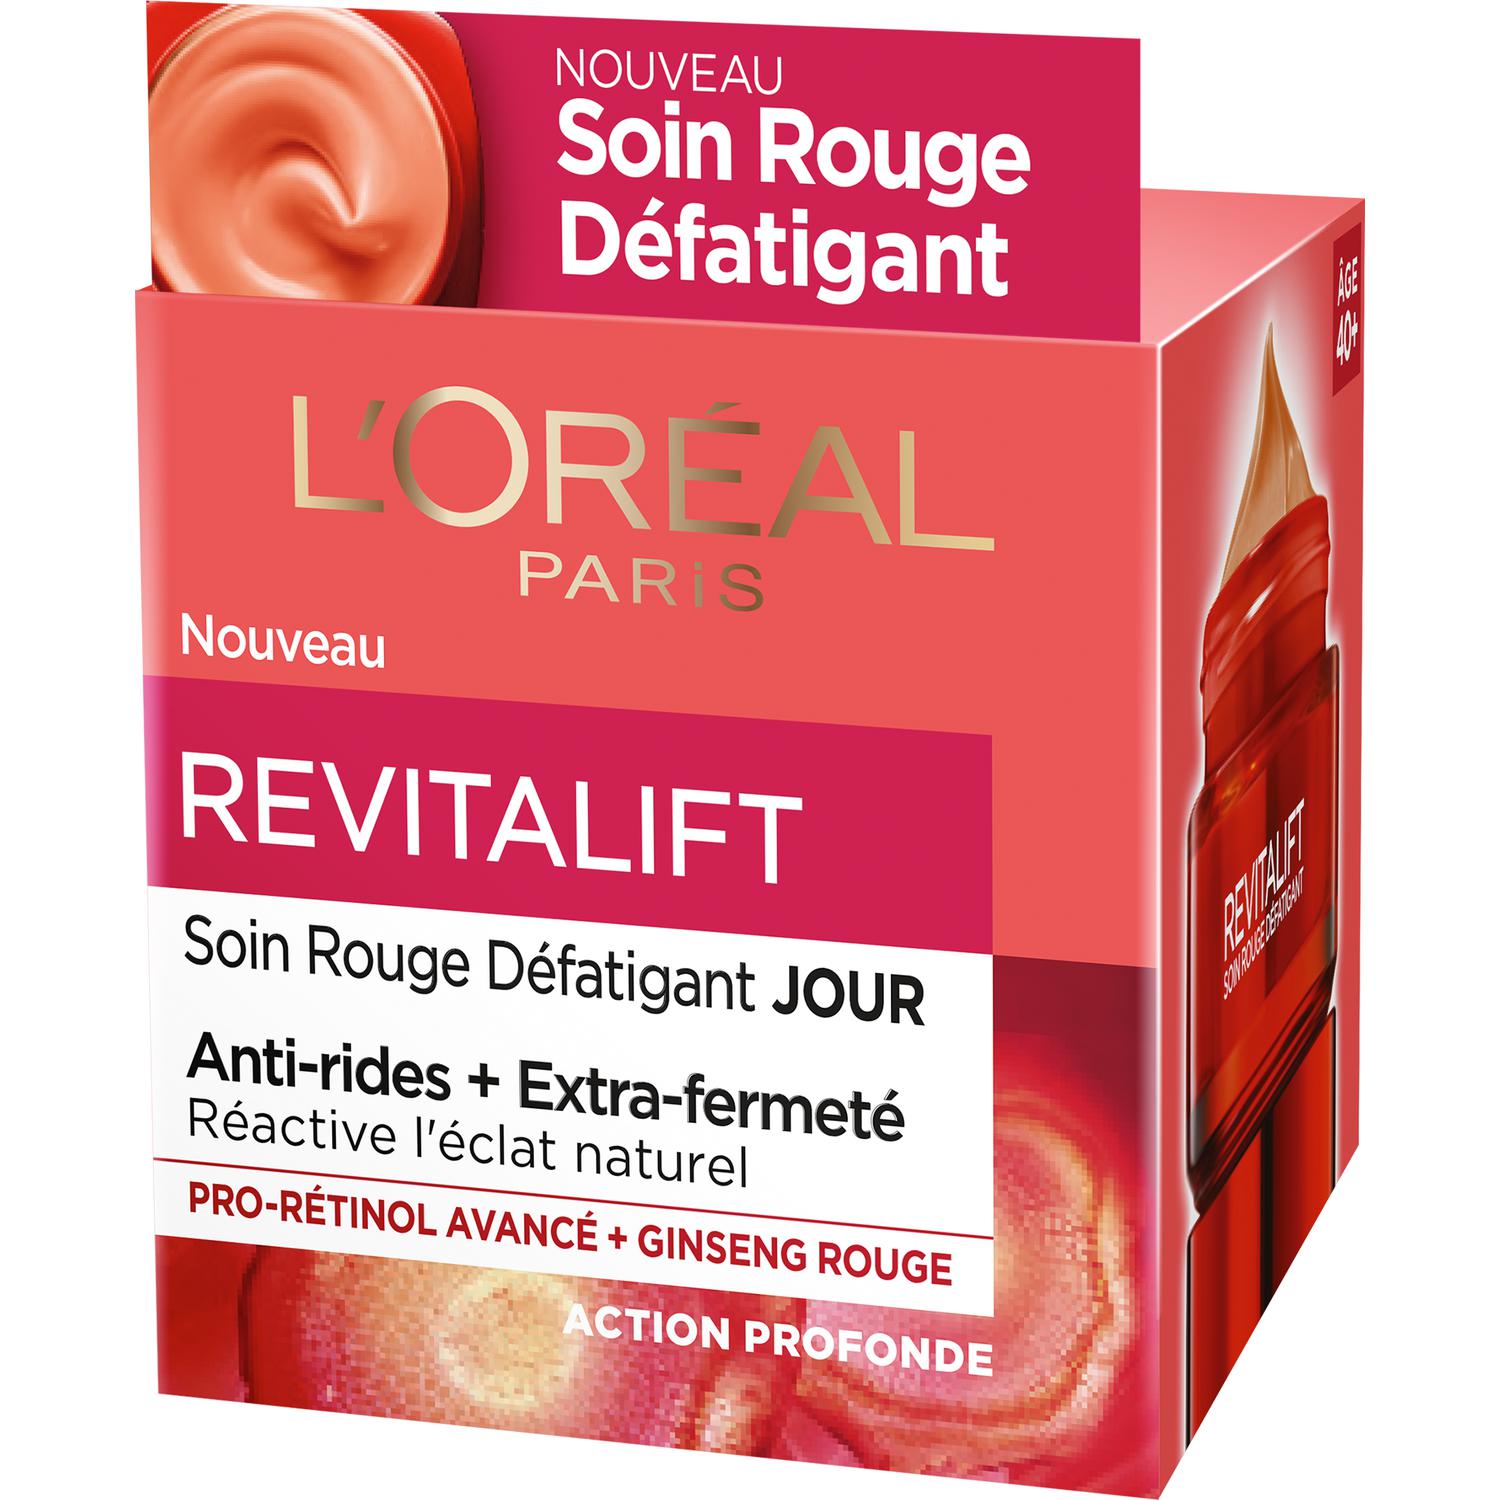 NOUVEAU
Soin Rouge
Défatigant
L'ORÉAL
PARiS
Nouveau
REVITALIFT
Soin Rouge Défatigant JOUR
Anti-rides + Extra-fermeté
Réactive l'éclat naturel
PRO-RÉTINOL AVANCÉ + GINSENG ROUGE
ACTION PROFONDE
ÂGE
40+
REVITALIFT
SOIN ROUGE DÉFATIGANT